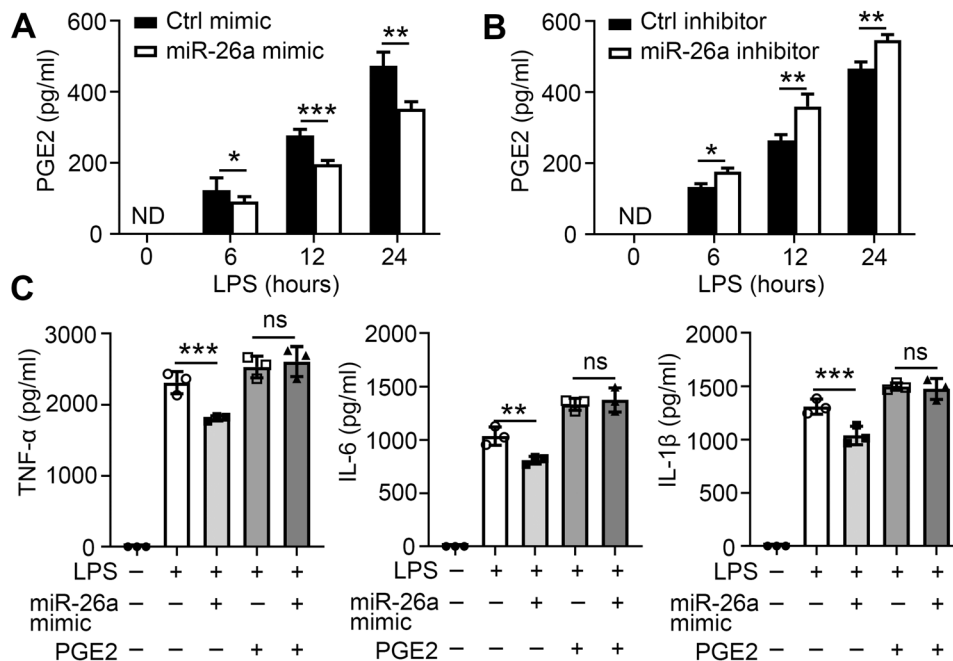 A
Ctrl mimic
miR-26a mimic
PGE2 (pg/ml)
600
400
200
0
ND
*
***
**
0 6 12 24
LPS (hours)
B
Ctrl inhibitor
miR-26a inhibitor
PGE2 (pg/ml)
600
400
200
0
ND
*
**
**
0 6 12 24
LPS (hours)
C
TNF-α (pg/ml)
3000
2000
1000
0
***
ns
LPS – + + + +
miR-26a – – + – +
mimic
PGE2 – – – + +
IL-6 (pg/ml)
2000
1500
1000
500
0
**
ns
LPS – + + + +
miR-26a – – + – +
mimic
PGE2 – – – + +
IL-1β (pg/ml)
2000
1500
1000
500
0
***
ns
LPS – + + + +
miR-26a – – + – +
mimic
PGE2 – – – + +